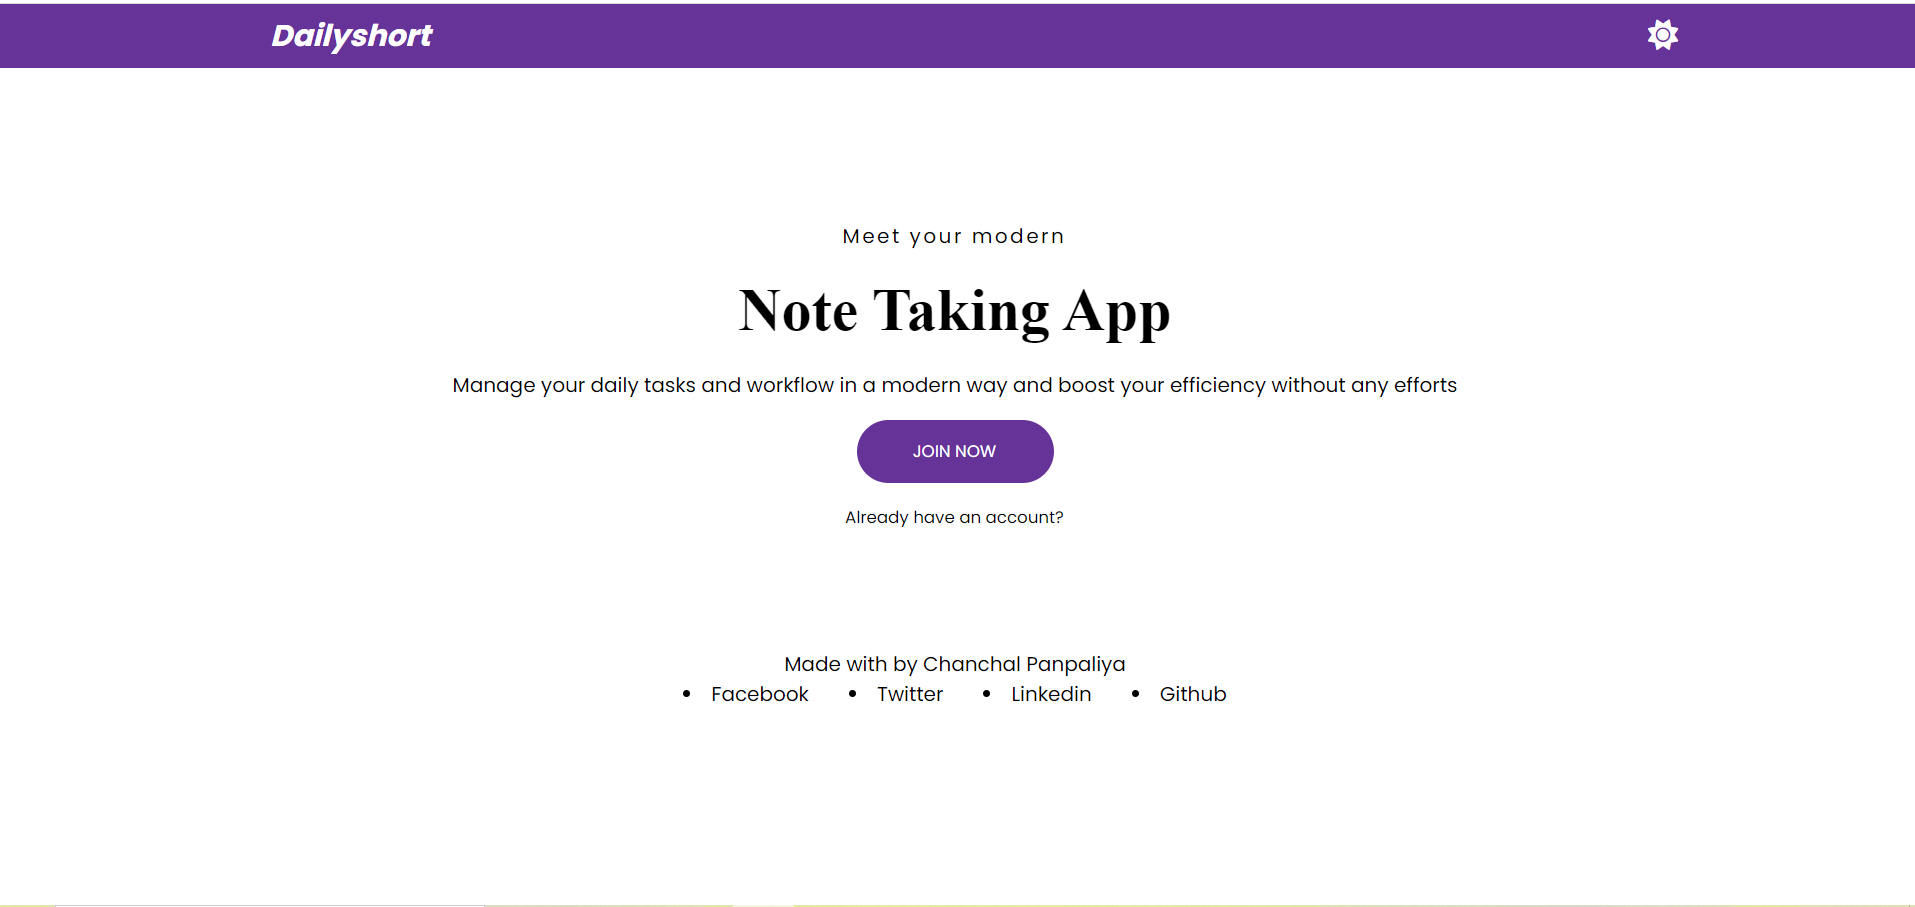 Dailyshort
Meet your modern
Note Taking App
Manage your daily tasks and workflow in a modern way and boost your efficiency without any efforts
JOIN NOW
Already have an account?
Made with by Chanchal Panpaliya
• Facebook • Twitter • Linkedin • Github